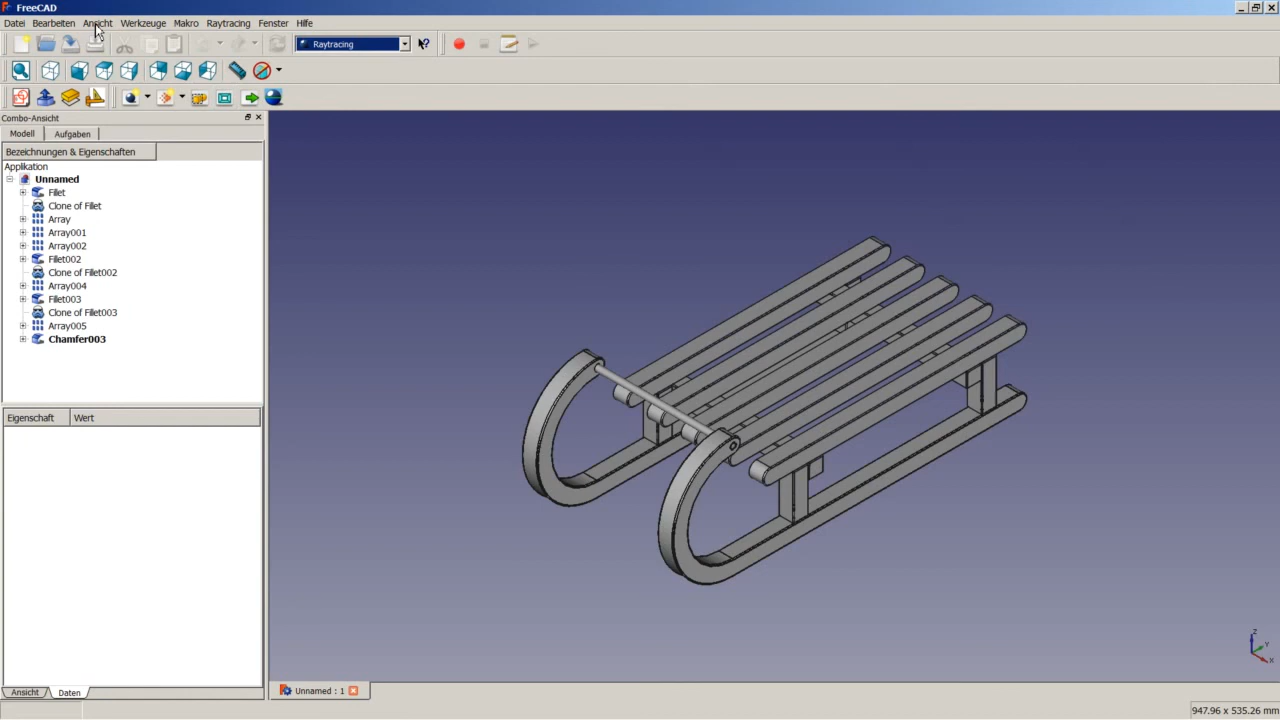 FreeCAD
Datei Bearbeiten Ansicht Werkzeuge Makro Raytracing Fenster Hilfe
Raytracing
Combo-Ansicht
Modell Aufgaben
Bezeichnungen & Eigenschaften
Applikation
Unnamed
Fillet
Clone of Fillet
Array
Array001
Array002
Fillet002
Clone of Fillet002
Array004
Fillet003
Clone of Fillet003
Array005
Chamfer003
Eigenschaft Wert
Ansicht Daten
Unnamed : 1
Z
Y
X
947.96 x 535.26 mm